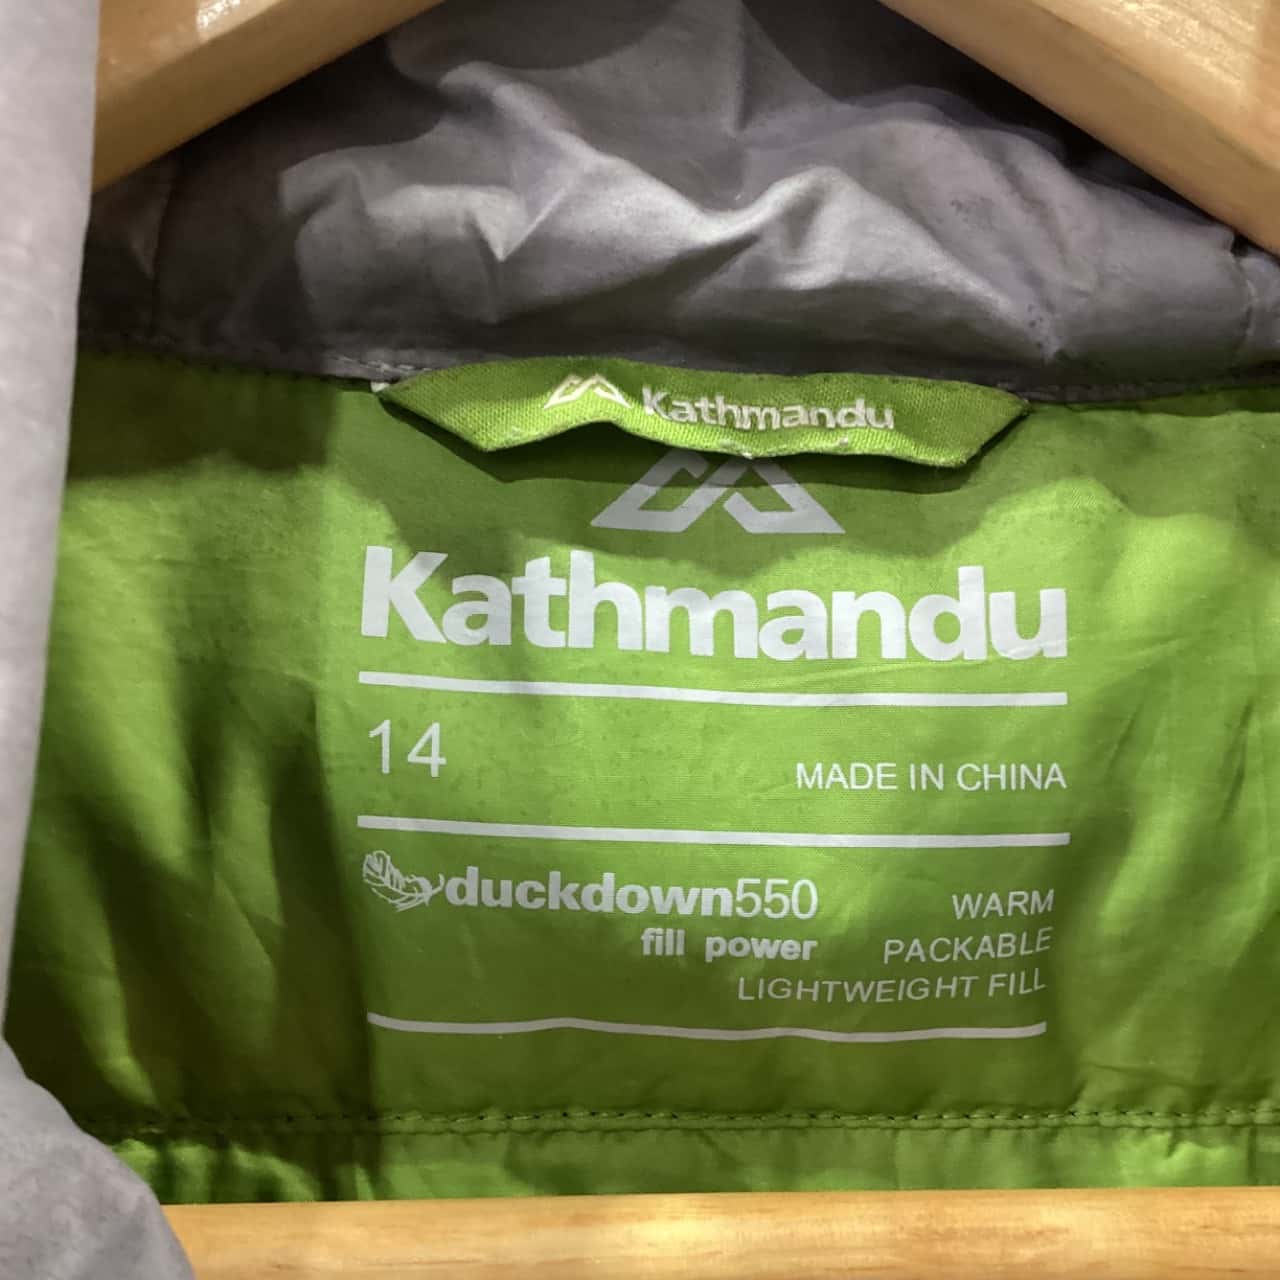 Kathmandu
Kathmandu
14
MADE IN CHINA
duckdown550
fill power
WARM
PACKABLE
LIGHTWEIGHT FILL